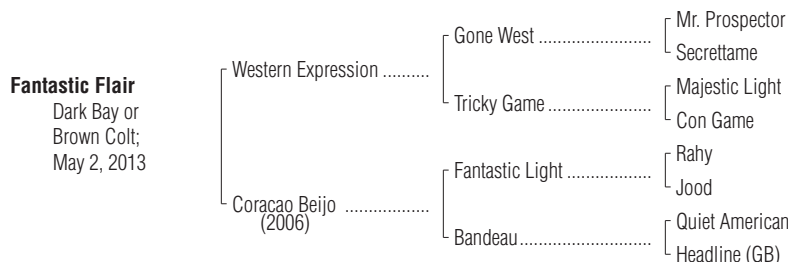 Mr. Prospector
Gone West ..................
Secrettame
Western Expression ..........
Majestic Light
Tricky Game ....................
Con Game
Fantastic Flair
Dark Bay or
Brown Colt;
May 2, 2013
Rahy
Fantastic Light ....................
Jood
Coracao Beijo ..................
(2006)
Quiet American
Bandeau.........................
Headline (GB)